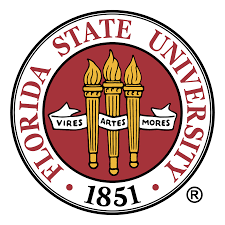 FLORIDA STATE UNIVERSITY
VIRES ARTES MORES
· 1851 ·
®